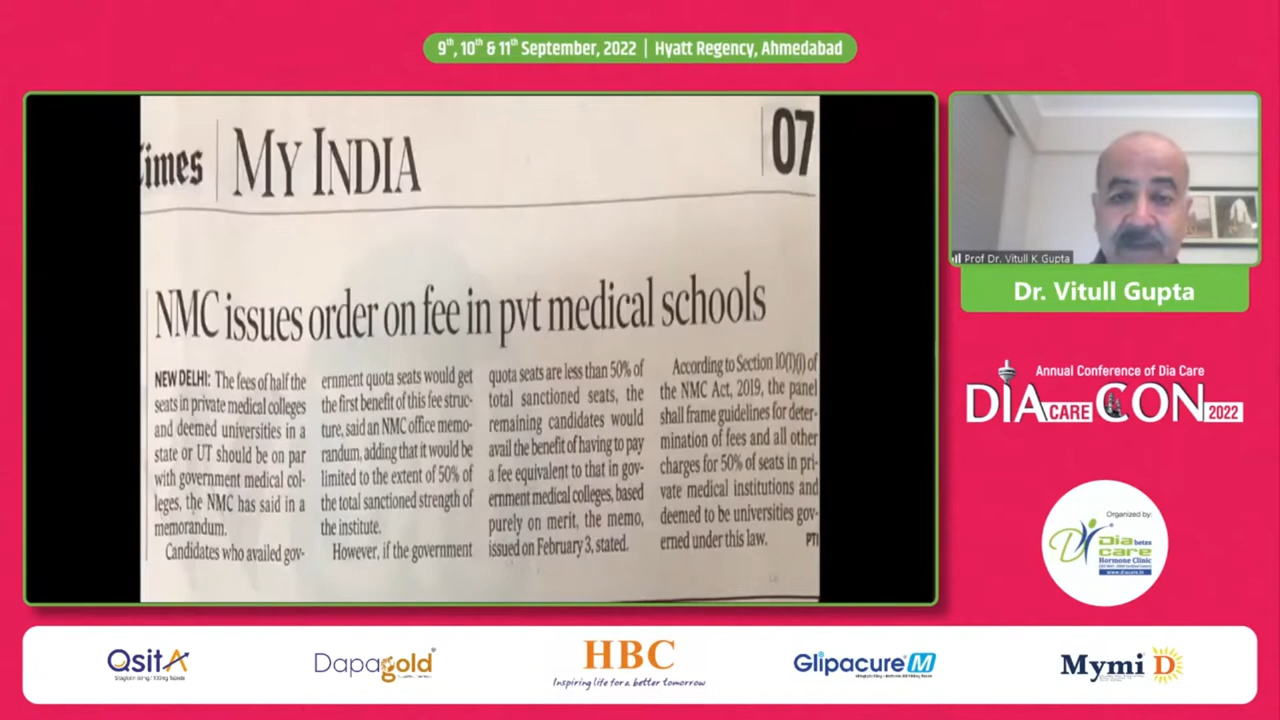 9th, 10th & 11th September, 2022 | Hyatt Regency, Ahmedabad
Times
MY INDIA
07
NMC issues order on fee in pvt medical schools
NEW DELHI: The fees of half the
seats in private medical colleges
and deemed universities in a
state or UT should be on par
with government medical col-
leges, the NMC has said in a
memorandum.
Candidates who availed gov-
ernment quota seats would get
the first benefit of this fee struc-
ture, said an NMC office memo-
randum, adding that it would be
limited to the extent of 50% of
the total sanctioned strength of
the institute.
However, if the government
quota seats are less than 50% of
total sanctioned seats, the
remaining candidates would
avail the benefit of having to pay
a fee equivalent to that in gov-
ernment medical colleges, based
purely on merit, the memo,
issued on February 3, stated.
According to Section 10(1)(i) of
the NMC Act, 2019, the panel
shall frame guidelines for deter-
mination of fees and all other
charges for 50% of seats in pri-
vate medical institutions and
deemed to be universities gov-
erned under this law.
PTI
Prof Dr. Vitull K Gupta
Dr. Vitull Gupta
Annual Conference of Dia Care
DIA CARE CON 2022
Organized by:
Diabetes
care
Hormone Clinic
www.diacare.in
QsitA
Dapagold
HBC
Inspiring life for a better tomorrow
Glipacure M
Mymi D